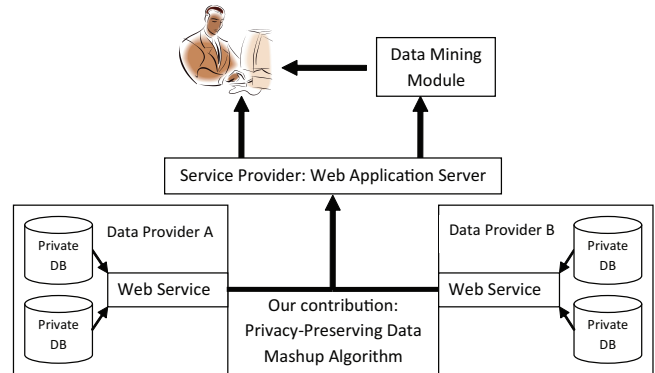 Data Mining
Module
Service Provider: Web Application Server
Data Provider A
Private
DB
Web Service
Private
DB
Our contribution:
Privacy-Preserving Data
Mashup Algorithm
Data Provider B
Private
DB
Web Service
Private
DB